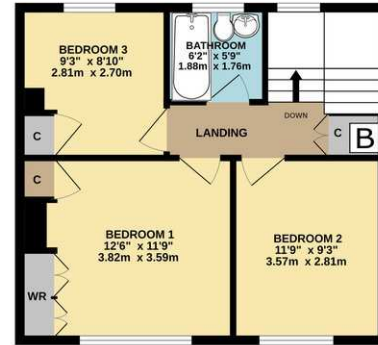 BEDROOM 3
9'3" x 8'10"
2.81m x 2.70m
BATHROOM
6'2" x 5'9"
1.88m x 1.76m
C
LANDING
DOWN
C
B
C
BEDROOM 1
12'6" x 11'9"
3.82m x 3.59m
BEDROOM 2
11'9" x 9'3"
3.57m x 2.81m
WR